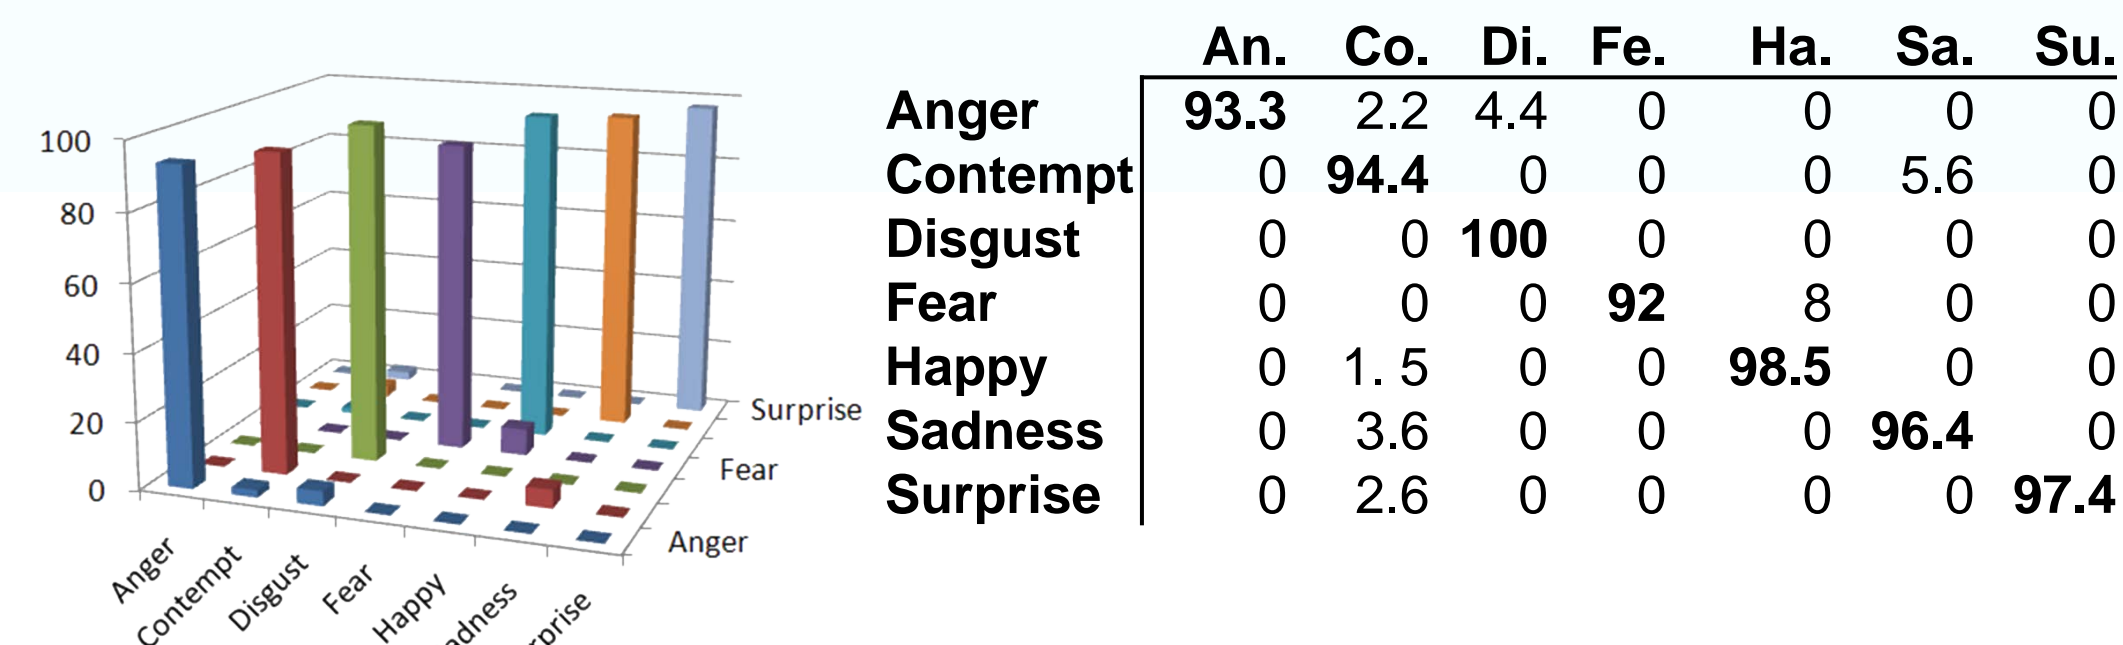 100
80
60
40
20
0
Anger
Contempt
Disgust
Fear
Happy
Surprise
Fear
Anger
An. Co. Di. Fe. Ha. Sa. Su.
Anger 93.3 2.2 4.4 0 0 0 0
Contempt 0 94.4 0 0 0 5.6 0
Disgust 0 0 100 0 0 0 0
Fear 0 0 0 92 8 0 0
Happy 0 1. 5 0 0 98.5 0 0
Sadness 0 3.6 0 0 0 96.4 0
Surprise 0 2.6 0 0 0 0 97.4